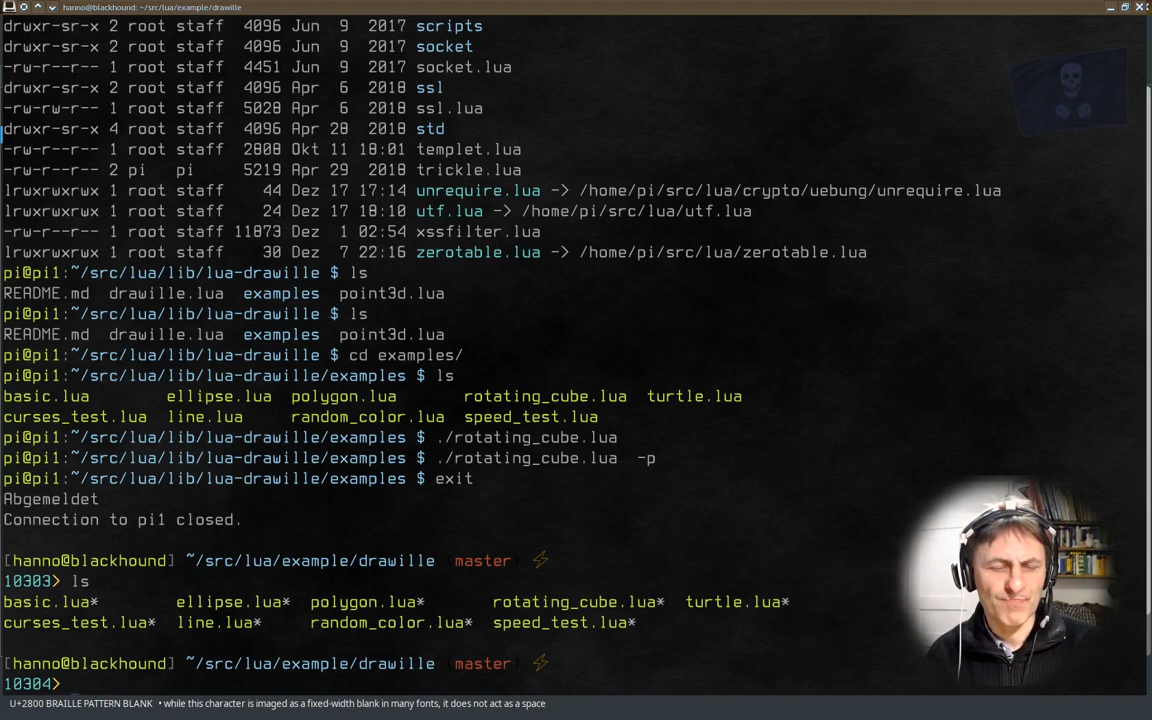 hanno@blackhound: ~/src/lua/example/drawille
drwxr-sr-x 2 root staff  4096 Jun  9  2017 scripts
drwxr-sr-x 2 root staff  4096 Jun  9  2017 socket
-rw-r--r-- 1 root staff  4451 Jun  9  2017 socket.lua
drwxr-sr-x 2 root staff  4096 Apr  6  2018 ssl
-rw-rw-r-- 1 root staff  5028 Apr  6  2018 ssl.lua
drwxr-sr-x 4 root staff  4096 Apr 28  2018 std
-rw-r--r-- 1 root staff  2808 Okt 11 18:01 templet.lua
-rw-r--r-- 2 pi   pi     5219 Apr 29  2018 trickle.lua
lrwxrwxrwx 1 root staff    44 Dez 17 17:14 unrequire.lua -> /home/pi/src/lua/crypto/uebung/unrequire.lua
lrwxrwxrwx 1 root staff    24 Dez 17 18:10 utf.lua -> /home/pi/src/lua/utf.lua
-rw-r--r-- 1 root staff 11873 Dez  1 02:54 xssfilter.lua
lrwxrwxrwx 1 root staff    30 Dez  7 22:16 zerotable.lua -> /home/pi/src/lua/zerotable.lua
pi@pi1:~/src/lua/lib/lua-drawille $ ls
README.md  drawille.lua  examples  point3d.lua
pi@pi1:~/src/lua/lib/lua-drawille $ ls
README.md  drawille.lua  examples  point3d.lua
pi@pi1:~/src/lua/lib/lua-drawille $ cd examples/
pi@pi1:~/src/lua/lib/lua-drawille/examples $ ls
basic.lua        ellipse.lua  polygon.lua       rotating_cube.lua  turtle.lua
curses_test.lua  line.lua     random_color.lua  speed_test.lua
pi@pi1:~/src/lua/lib/lua-drawille/examples $ ./rotating_cube.lua
pi@pi1:~/src/lua/lib/lua-drawille/examples $ ./rotating_cube.lua  -p
pi@pi1:~/src/lua/lib/lua-drawille/examples $ exit
Abgemeldet
Connection to pi1 closed.
[hanno@blackhound] ~/src/lua/example/drawille (master) ⚡
10303> ls
basic.lua*        ellipse.lua*  polygon.lua*       rotating_cube.lua*  turtle.lua*
curses_test.lua*  line.lua*     random_color.lua*  speed_test.lua*
[hanno@blackhound] ~/src/lua/example/drawille (master) ⚡
10304>
U+2800 BRAILLE PATTERN BLANK  • while this character is imaged as a fixed-width blank in many fonts, it does not act as a space